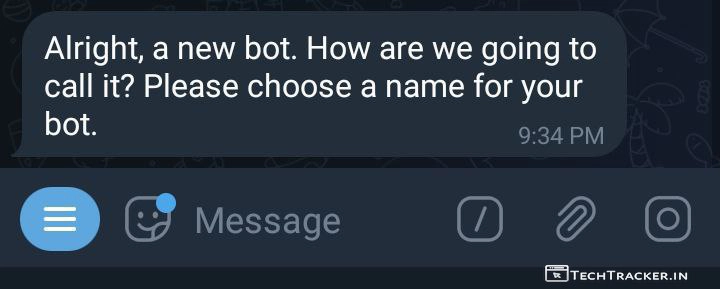 Alright, a new bot. How are we going to
call it? Please choose a name for your
bot.
9:34 PM
Message
/
TECHTRACKER.IN